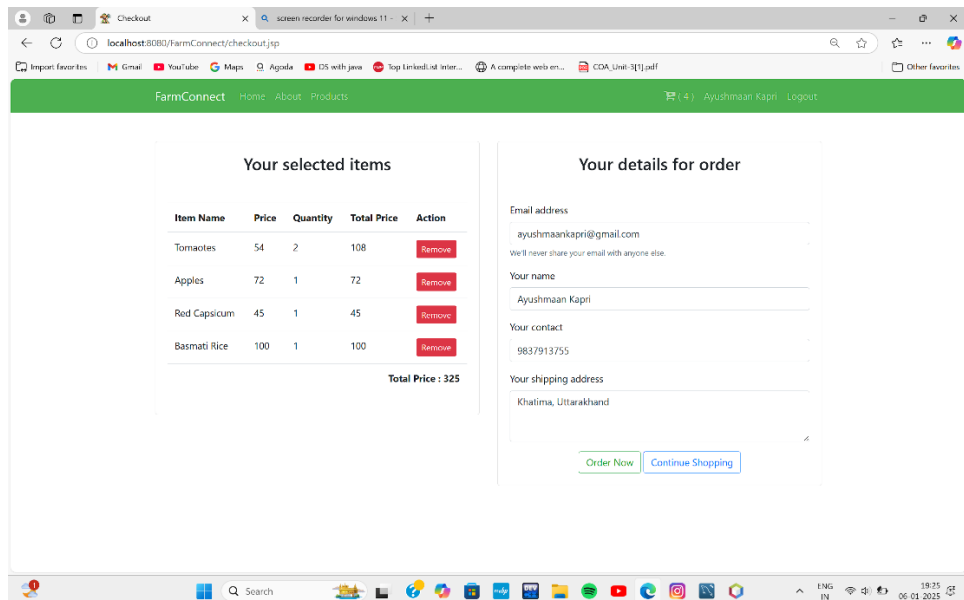 Checkout
screen recorder for windows 11 -
localhost:8080/FarmConnect/checkout.jsp
Import favorites M Gmail YouTube Maps Agoda DS with java Top LinkedList Inter... A complete web en... COA_Unit-3[1].pdf Other favorites
FarmConnect Home About Products ( 4 ) Ayushmaan Kapri Logout
Your selected items
Item Name Price Quantity Total Price Action
Tomaotes 54 2 108 Remove
Apples 72 1 72 Remove
Red Capsicum 45 1 45 Remove
Basmati Rice 100 1 100 Remove
Total Price : 325
Your details for order
Email address
ayushmaankapri@gmail.com
We'll never share your email with anyone else.
Your name
Ayushmaan Kapri
Your contact
9837913755
Your shipping address
Khatima, Uttarakhand
Order Now Continue Shopping
1
Search
ENG
IN
19:25
06-01-2025